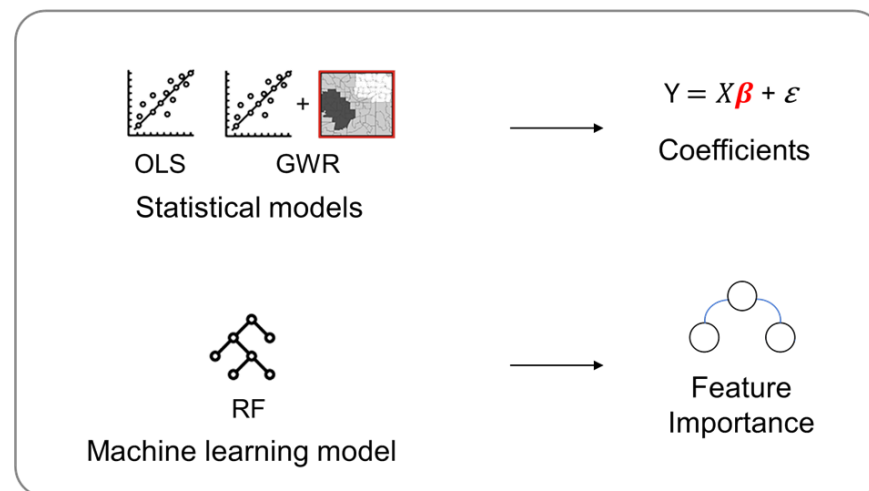 +
OLS
GWR
Statistical models
Y = Xβ + ε
Coefficients
RF
Machine learning model
Feature
Importance